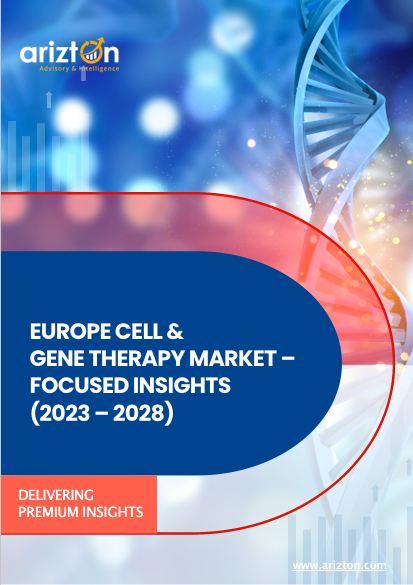 arizton
Advisory & Intelligence
EUROPE CELL &
GENE THERAPY MARKET –
FOCUSED INSIGHTS
(2023 – 2028)
DELIVERING
PREMIUM INSIGHTS
www.arizton.com